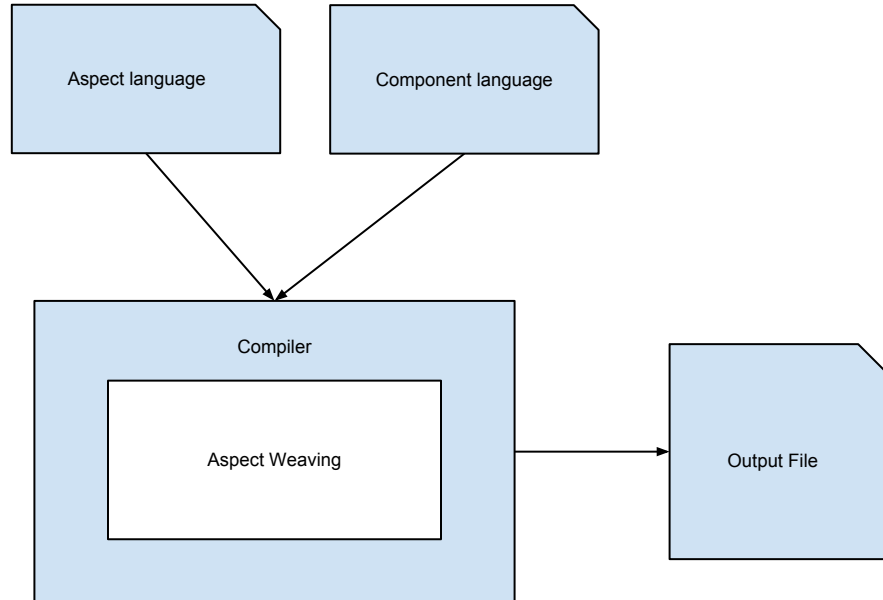 Aspect language
Component language
Compiler
Aspect Weaving
Output File